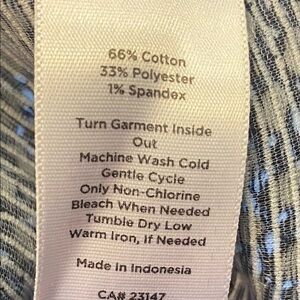 66% Cotton
33% Polyester
1% Spandex
Turn Garment Inside
Out
Machine Wash Cold
Gentle Cycle
Only Non-Chlorine
Bleach When Needed
Tumble Dry Low
Warm Iron, If Needed
Made in Indonesia
CA# 23147